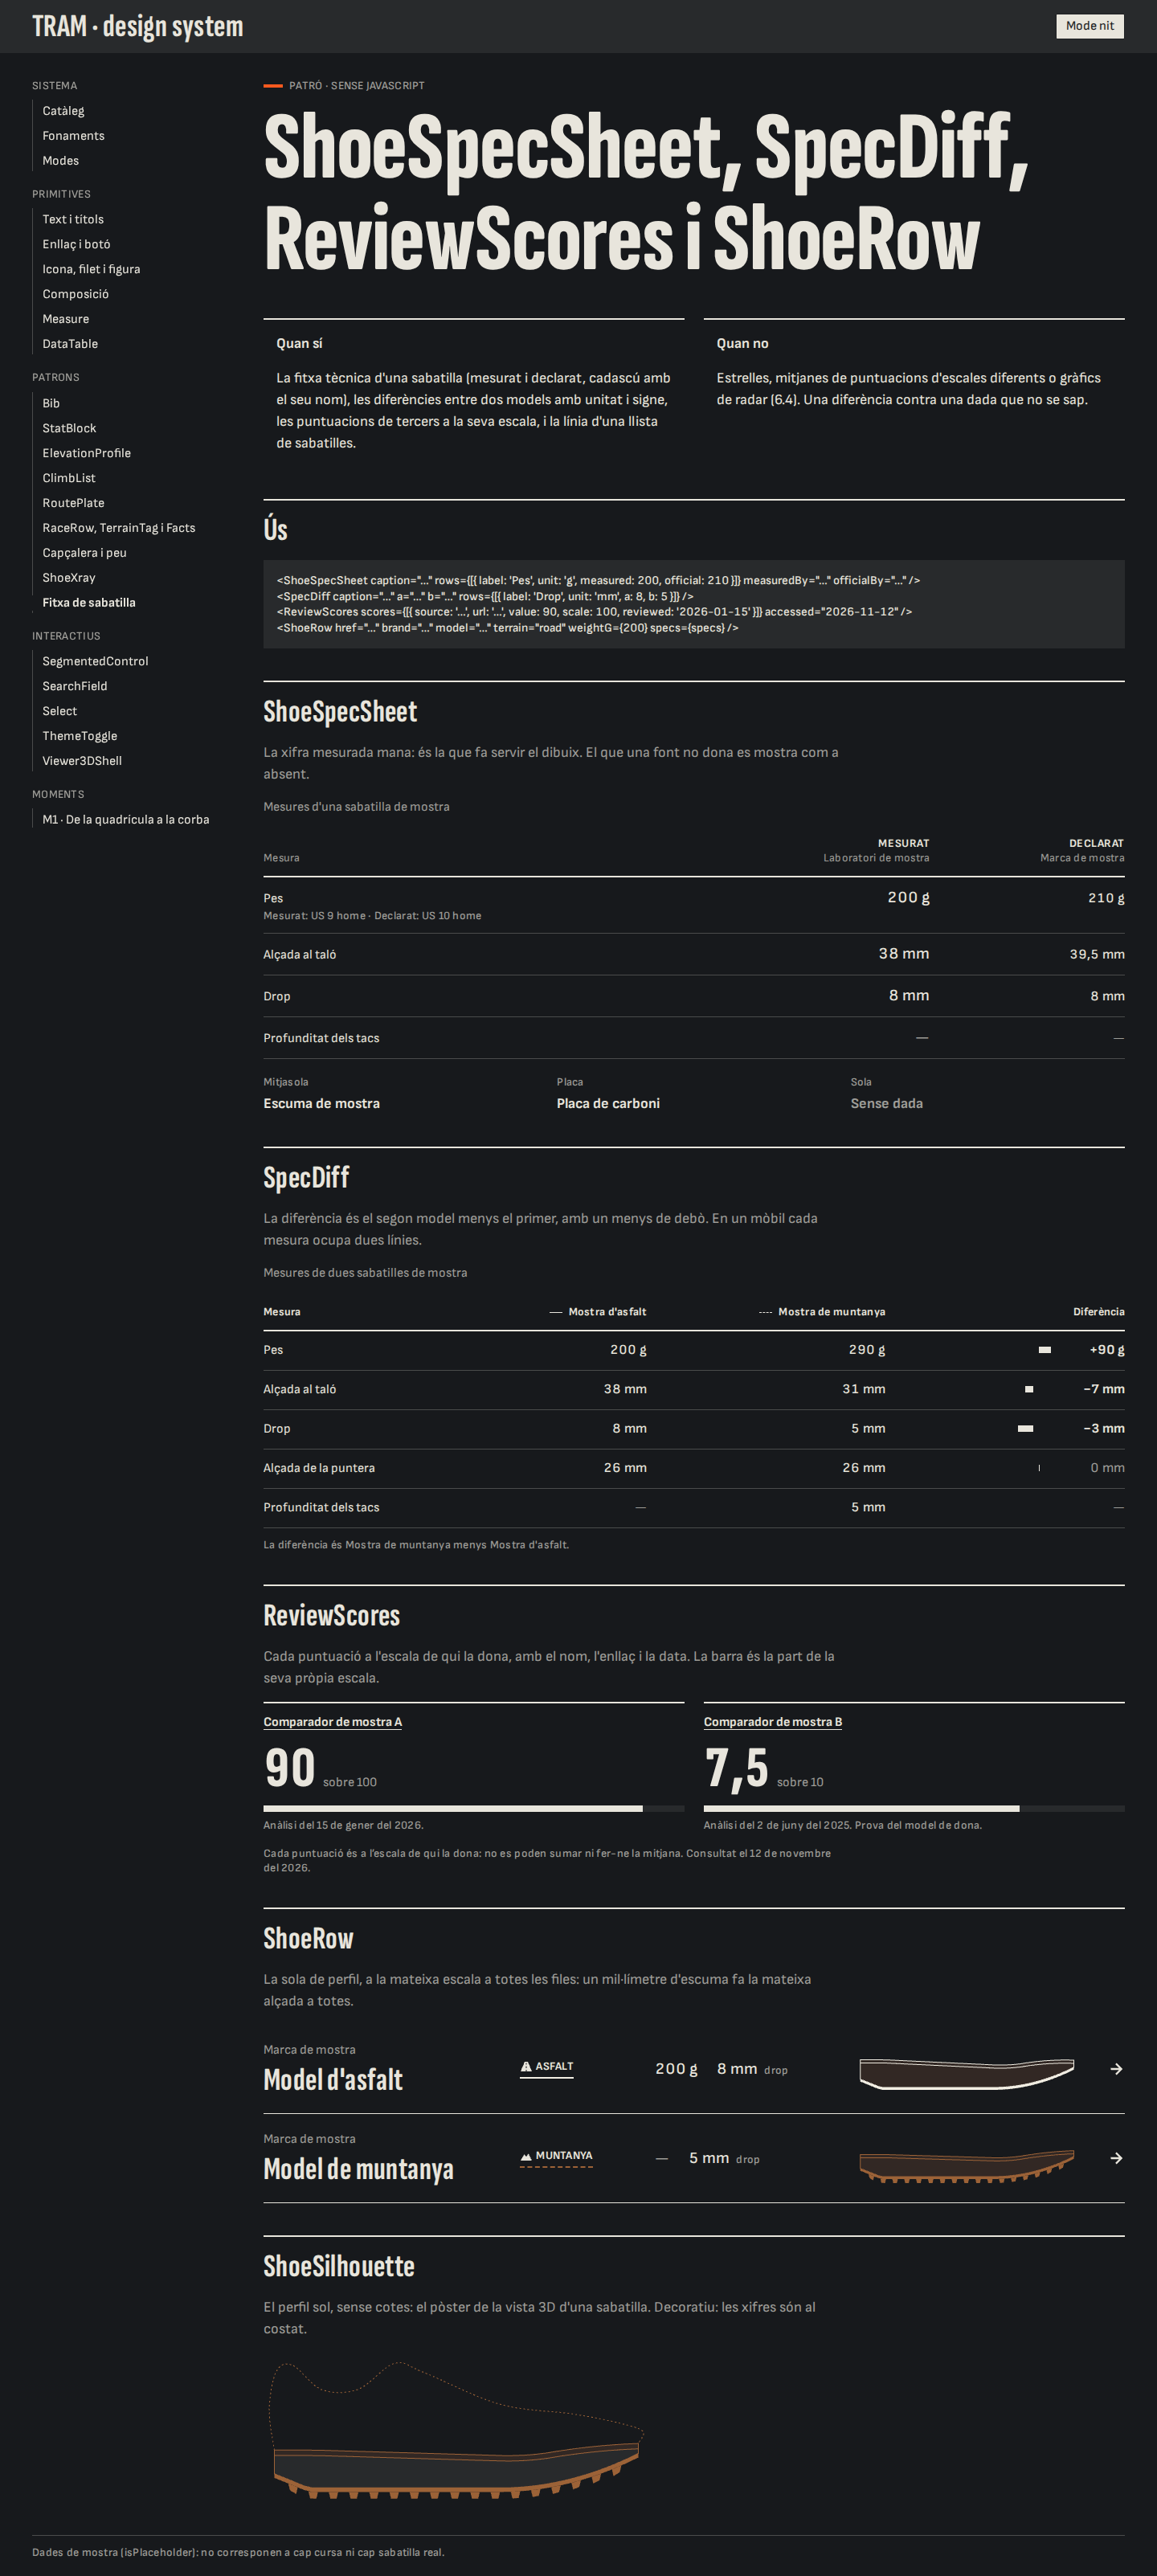 TRAM · design system
Mode nit
SISTEMA
Catàleg
Fonaments
Modes
PRIMITIVES
Text i títols
Enllaç i botó
Icona, filet i figura
Composició
Measure
DataTable
PATRONS
Bib
StatBlock
ElevationProfile
ClimbList
RoutePlate
RaceRow, TerrainTag i Facts
Capçalera i peu
ShoeXray
Fitxa de sabatilla
INTERACTIUS
SegmentedControl
SearchField
Select
ThemeToggle
Viewer3DShell
MOMENTS
M1 · De la quadrícula a la corba
PATRÓ · SENSE JAVASCRIPT
ShoeSpecSheet, SpecDiff,
ReviewScores i ShoeRow
Quan sí
La fitxa tècnica d'una sabatilla (mesurat i declarat, cadascú amb
el seu nom), les diferències entre dos models amb unitat i signe,
les puntuacions de tercers a la seva escala, i la línia d'una llista
de sabatilles.
Quan no
Estrelles, mitjanes de puntuacions d'escales diferents o gràfics
de radar (6.4). Una diferència contra una dada que no se sap.
Ús
<ShoeSpecSheet caption="…" rows={[{ label: 'Pes', unit: 'g', measured: 200, official: 210 }]} measuredBy="…" officialBy="…" />
<SpecDiff caption="…" a="…" b="…" rows={[{ label: 'Drop', unit: 'mm', a: 8, b: 5 }]} />
<ReviewScores scores={[{ source: '…', url: '…', value: 90, scale: 100, reviewed: '2026-01-15' }]} accessed="2026-11-12" />
<ShoeRow href="…" brand="…" model="…" terrain="road" weightG={200} specs={specs} />
ShoeSpecSheet
La xifra mesurada mana: és la que fa servir el dibuix. El que una font no dona es mostra com a
absent.
Mesures d'una sabatilla de mostra
Mesura MESURAT Laboratori de mostra DECLARAT Marca de mostra
Pes 200 g 210 g
Mesurat: US 9 home · Declarat: US 10 home
Alçada al taló 38 mm 39,5 mm
Drop 8 mm 8 mm
Profunditat dels tacs — —
Mitjasola Placa Sola
Escuma de mostra Placa de carboni Sense dada
SpecDiff
La diferència és el segon model menys el primer, amb un menys de debò. En un mòbil cada
mesura ocupa dues línies.
Mesures de dues sabatilles de mostra
Mesura Mostra d'asfalt Mostra de muntanya Diferència
Pes 200 g 290 g +90 g
Alçada al taló 38 mm 31 mm −7 mm
Drop 8 mm 5 mm −3 mm
Alçada de la puntera 26 mm 26 mm 0 mm
Profunditat dels tacs — 5 mm —
La diferència és Mostra de muntanya menys Mostra d'asfalt.
ReviewScores
Cada puntuació a l'escala de qui la dona, amb el nom, l'enllaç i la data. La barra és la part de la
seva pròpia escala.
Comparador de mostra A
90 sobre 100
Anàlisi del 15 de gener del 2026.
Comparador de mostra B
7,5 sobre 10
Anàlisi del 2 de juny del 2025. Prova del model de dona.
Cada puntuació és a l'escala de qui la dona: no es poden sumar ni fer-ne la mitjana. Consultat el 12 de novembre
del 2026.
ShoeRow
La sola de perfil, a la mateixa escala a totes les files: un mil·límetre d'escuma fa la mateixa
alçada a totes.
Marca de mostra
Model d'asfalt
ASFALT
200 g 8 mm drop
Marca de mostra
Model de muntanya
MUNTANYA
— 5 mm drop
ShoeSilhouette
El perfil sol, sense cotes: el pòster de la vista 3D d'una sabatilla. Decoratiu: les xifres són al
costat.
Dades de mostra (isPlaceholder): no corresponen a cap cursa ni cap sabatilla real.